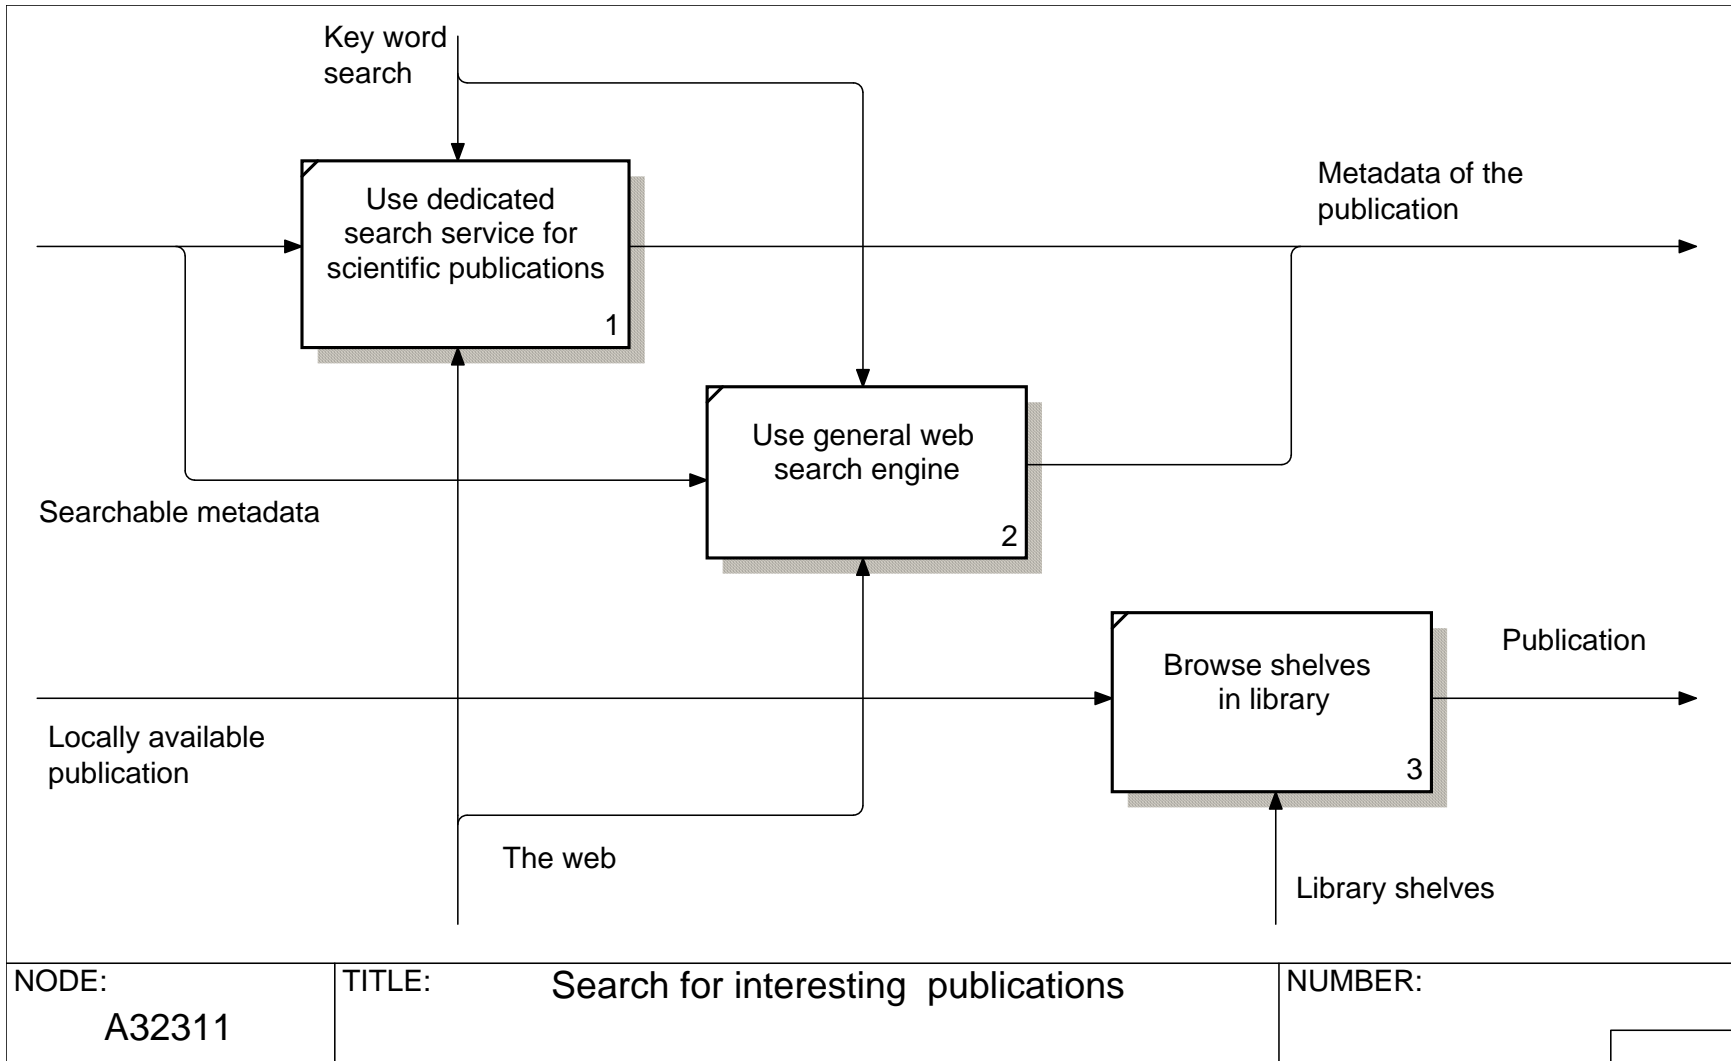 Key word
search
Use dedicated
search service for
scientific publications
1
Metadata of the
publication
Use general web
search engine
2
Searchable metadata
Browse shelves
in library
3
Publication
Locally available
publication
The web
Library shelves
NODE:
A32311
TITLE:
Search for interesting  publications
NUMBER: